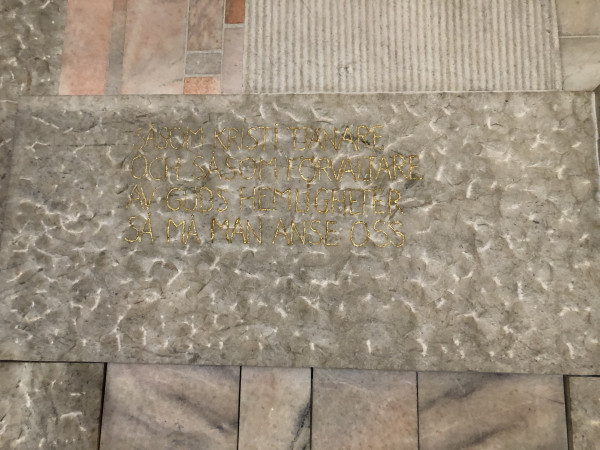 SÅSOM KRISTI TJÄNARE
OCH SÅSOM FÖRVALTARE
AV GUDS HEMLIGHETER
SÅ MÅ MAN ANSE OSS